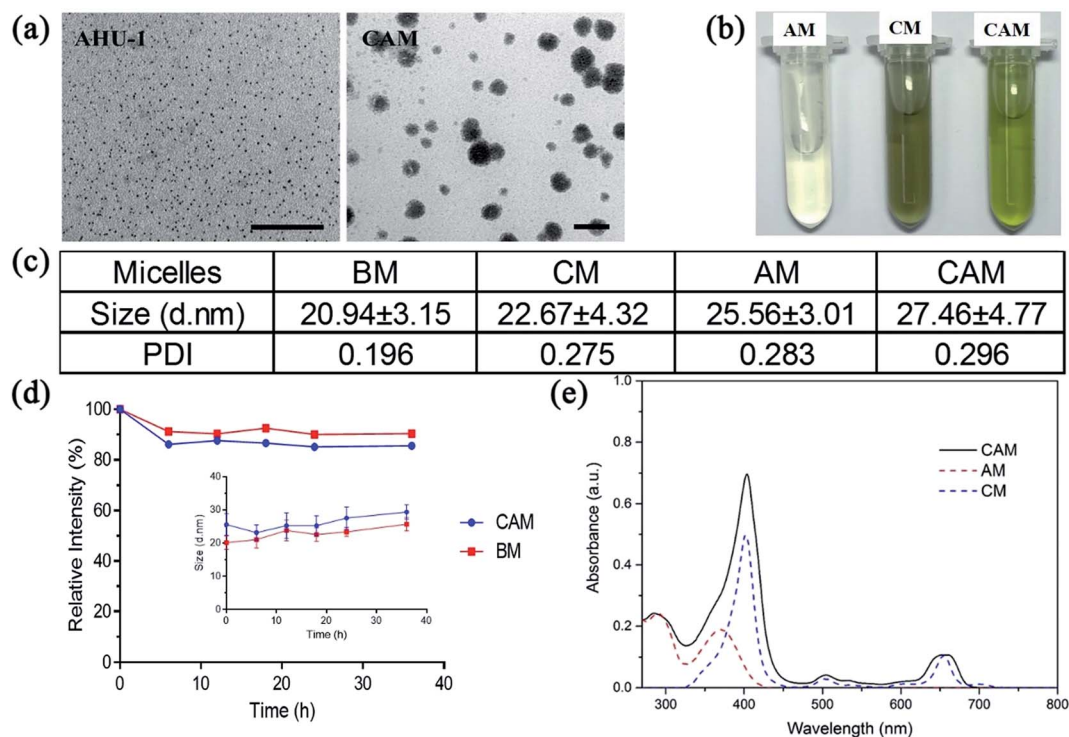 (a)
AHU-1
CAM
(b)
AM
CM
CAM
(c)
Micelles BM CM AM CAM
Size (d.nm) 20.94±3.15 22.67±4.32 25.56±3.01 27.46±4.77
PDI 0.196 0.275 0.283 0.296
(d)
Relative Intensity (%)
100
80
60
40
20
0
0 10 20 30 40
Time (h)
Size (d.nm)
40
30
20
10
0
0 10 20 30 40
Time (h)
CAM
BM
(e)
Absorbance (a.u.)
1.0
0.8
0.6
0.4
0.2
0.0
300 400 500 600 700 800
Wavelength (nm)
CAM
AM
CM